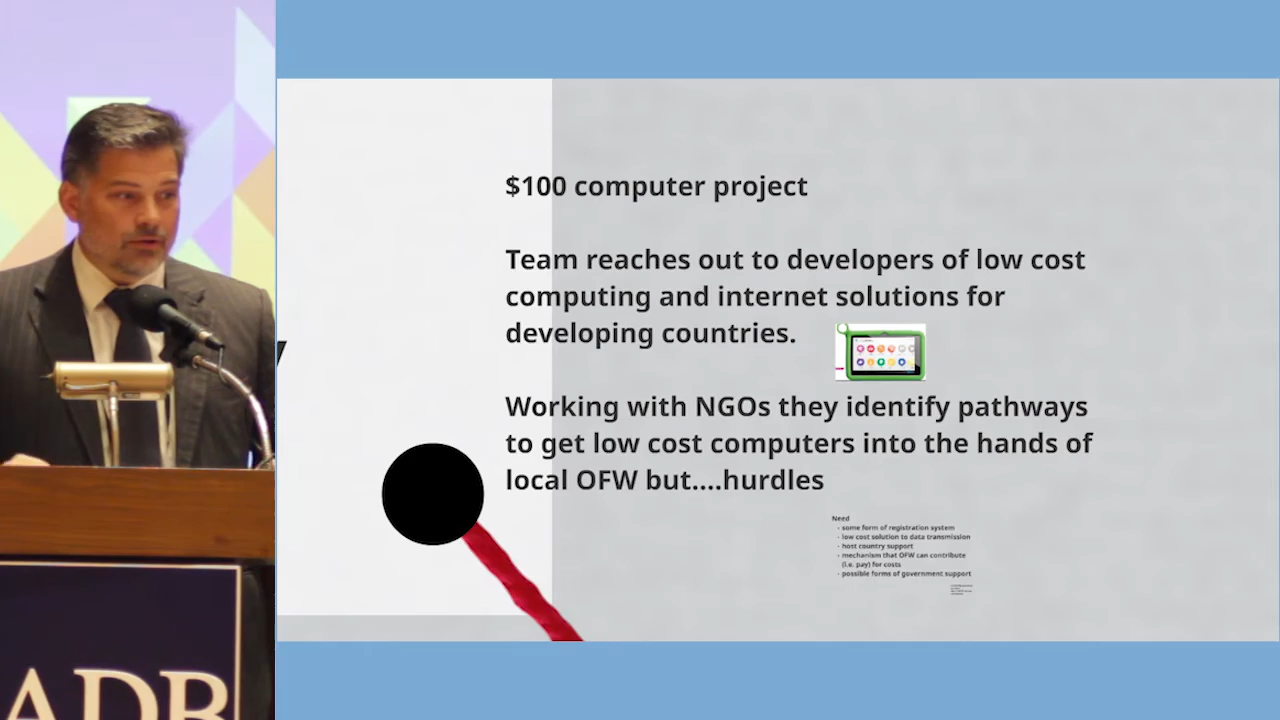 $100 computer project
Team reaches out to developers of low cost
computing and internet solutions for
developing countries.
Working with NGOs they identify pathways
to get low cost computers into the hands of
local OFW but....hurdles
Need
- some form of registration system
- low cost solution to data transmission
- host country support
- mechanism that OFW can contribute
(i.e. pay) for costs
- possible forms of government support
ADB